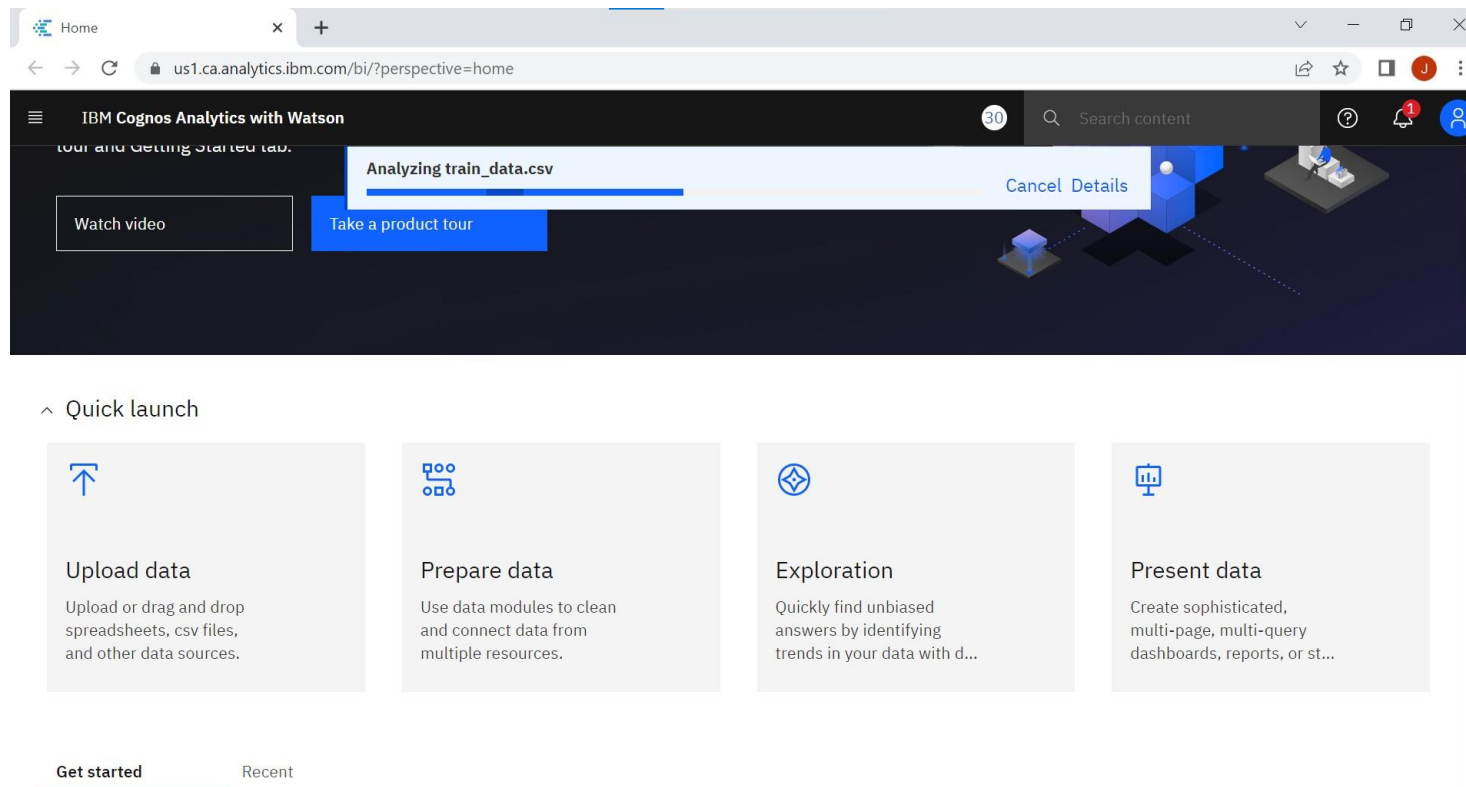 Home
us1.ca.analytics.ibm.com/bi/?perspective=home
J
IBM Cognos Analytics with Watson
30
Search content
1
tour and Getting Started tab.
Analyzing train_data.csv
Cancel Details
Watch video
Take a product tour
Quick launch
Upload data
Upload or drag and drop
spreadsheets, csv files,
and other data sources.
Prepare data
Use data modules to clean
and connect data from
multiple resources.
Exploration
Quickly find unbiased
answers by identifying
trends in your data with d...
Present data
Create sophisticated,
multi-page, multi-query
dashboards, reports, or st...
Get started
Recent